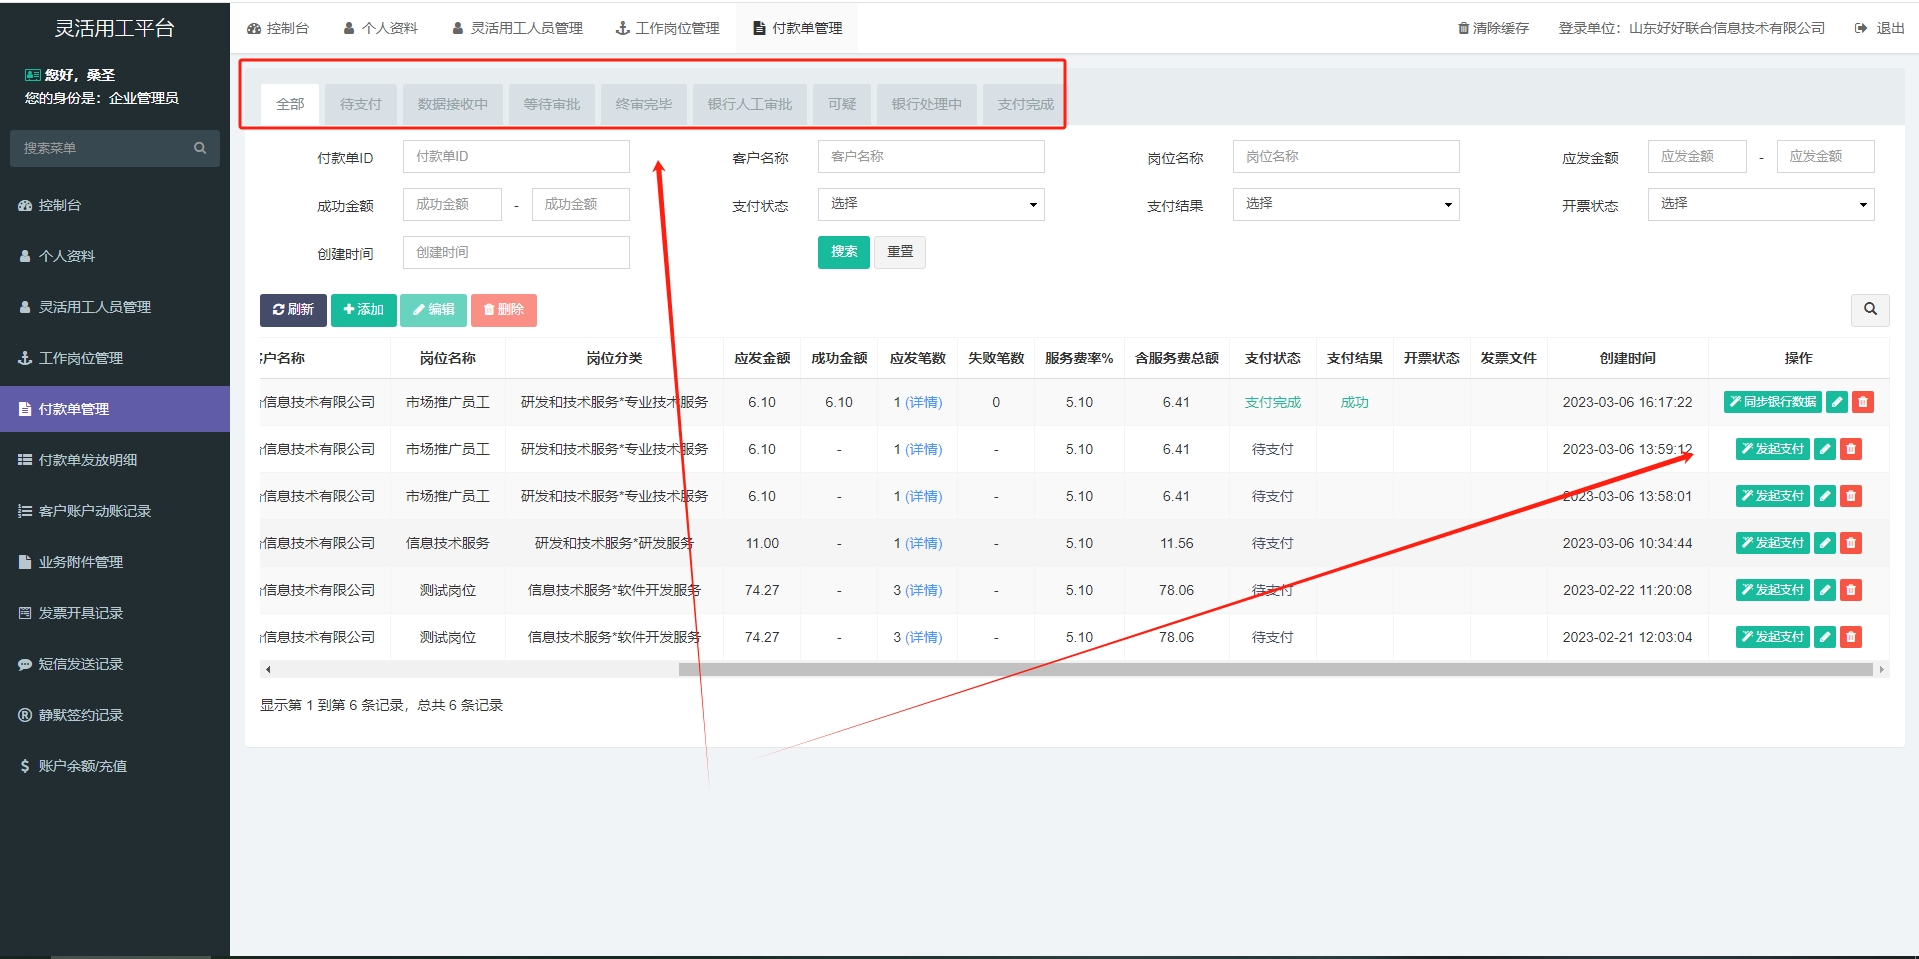 灵活用工平台
您好，桑圣
您的身份是：企业管理员
搜索菜单
控制台
个人资料
灵活用工人员管理
工作岗位管理
付款单管理
付款单发放明细
客户账户动账记录
业务附件管理
发票开具记录
短信发送记录
静默签约记录
账户余额/充值
控制台 个人资料 灵活用工人员管理 工作岗位管理 付款单管理 清除缓存 登录单位：山东好好联合信息技术有限公司 退出
全部 待支付 数据接收中 等待审批 终审完毕 银行人工审批 可疑 银行处理中 支付完成
付款单ID 付款单ID 客户名称 客户名称 岗位名称 岗位名称 应发金额 应发金额 - 应发金额
成功金额 成功金额 - 成功金额 支付状态 选择 支付结果 选择 开票状态 选择
创建时间 创建时间 搜索 重置
刷新 添加 编辑 删除
户名称 岗位名称 岗位分类 应发金额 成功金额 应发笔数 失败笔数 服务费率% 含服务费总额 支付状态 支付结果 开票状态 发票文件 创建时间 操作
信息技术有限公司 市场推广员工 研发和技术服务*专业技术服务 6.10 6.10 1 (详情) 0 5.10 6.41 支付完成 成功 2023-03-06 16:17:22 同步银行数据
信息技术有限公司 市场推广员工 研发和技术服务*专业技术服务 6.10 - 1 (详情) - 5.10 6.41 待支付 2023-03-06 13:59:12 发起支付
信息技术有限公司 市场推广员工 研发和技术服务*专业技术服务 6.10 - 1 (详情) - 5.10 6.41 待支付 2023-03-06 13:58:01 发起支付
信息技术有限公司 信息技术服务 研发和技术服务*研发服务 11.00 - 1 (详情) - 5.10 11.56 待支付 2023-03-06 10:34:44 发起支付
信息技术有限公司 测试岗位 信息技术服务*软件开发服务 74.27 - 3 (详情) - 5.10 78.06 待支付 2023-02-22 11:20:08 发起支付
信息技术有限公司 测试岗位 信息技术服务*软件开发服务 74.27 - 3 (详情) - 5.10 78.06 待支付 2023-02-21 12:03:04 发起支付
显示第 1 到第 6 条记录，总共 6 条记录